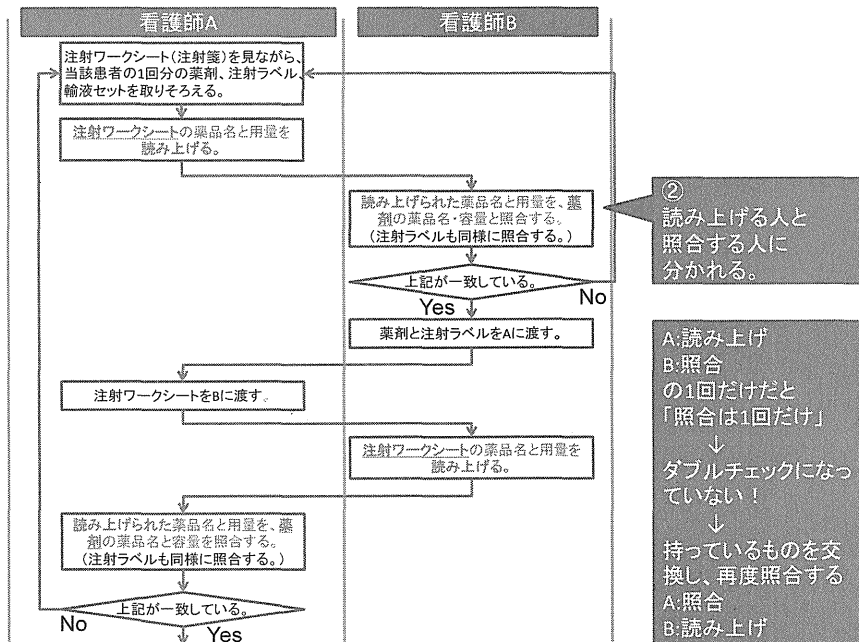 看護師A
看護師B
注射ワークシート(注射箋)を見ながら、
当該患者の1回分の薬剤、注射ラベル、
輸液セットを取りそろえる。
注射ワークシートの薬品名と用量を
読み上げる。
読み上げられた薬品名と用量を、薬
剤の薬品名・容量と照合する。
(注射ラベルも同様に照合する。)
上記が一致している。
Yes
No
薬剤と注射ラベルをAに渡す。
注射ワークシートをBに渡す。
注射ワークシートの薬品名と用量を
読み上げる。
読み上げられた薬品名と用量を、薬
剤の薬品名と容量を照合する。
(注射ラベルも同様に照合する。)
上記が一致している。
No
Yes
②
読み上げる人と
照合する人に
分かれる。
A:読み上げ
B:照合
の1回だけだと
「照合は1回だけ」
↓
ダブルチェックになっ
ていない！
↓
持っているものを交
換し、再度照合する
A:照合
B:読み上げ